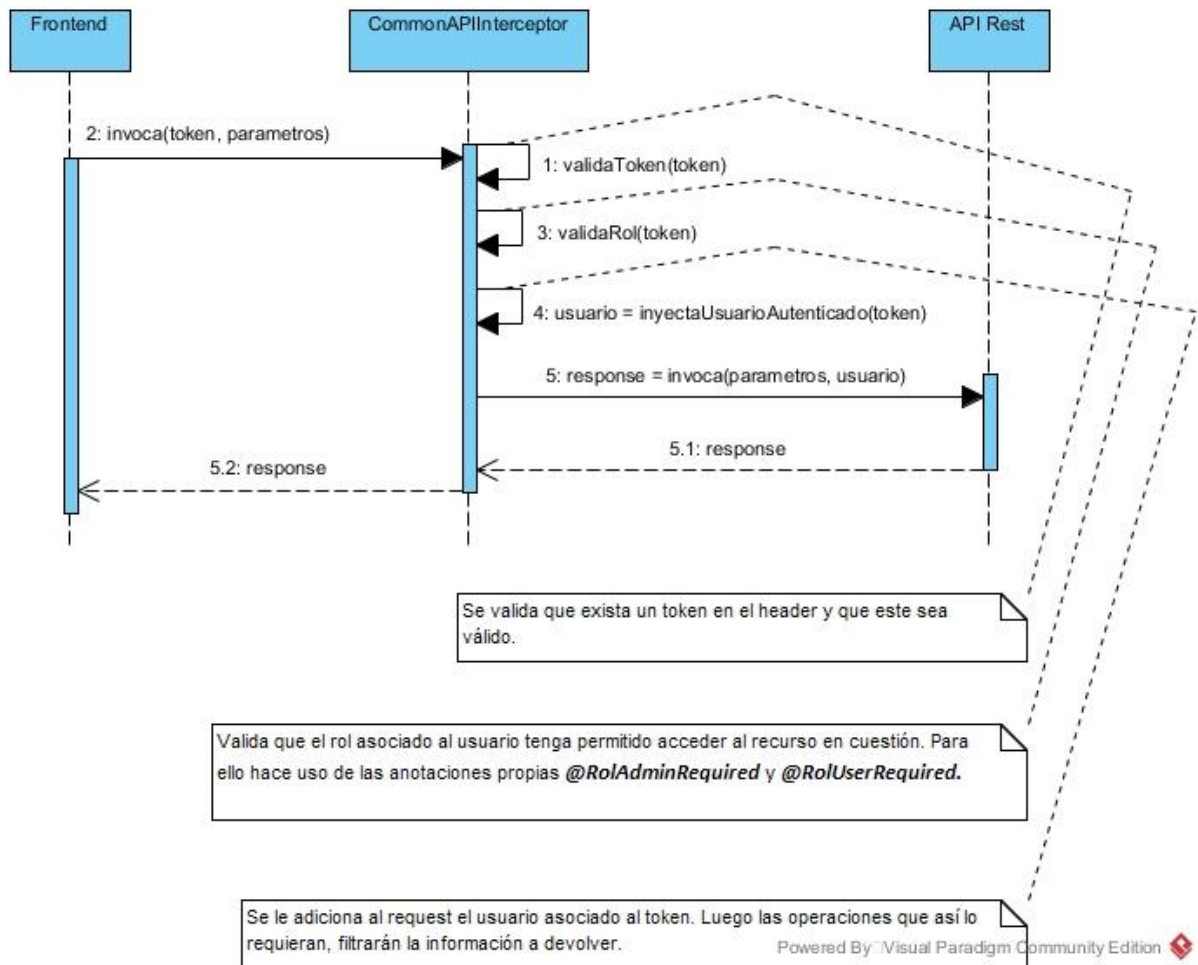 Frontend
CommonAPIInterceptor
API Rest
2: invoca(token, parametros)
1: validaToken(token)
3: validaRol(token)
4: usuario = inyectaUsuarioAutenticado(token)
5: response = invoca(parametros, usuario)
5.1: response
5.2: response
Se valida que exista un token en el header y que este sea
válido.
Valida que el rol asociado al usuario tenga permitido acceder al recurso en cuestión. Para
ello hace uso de las anotaciones propias @RolAdminRequired y @RolUserRequired.
Se le adiciona al request el usuario asociado al token. Luego las operaciones que así lo
requieran, filtrarán la información a devolver.
Powered By Visual Paradigm Community Edition